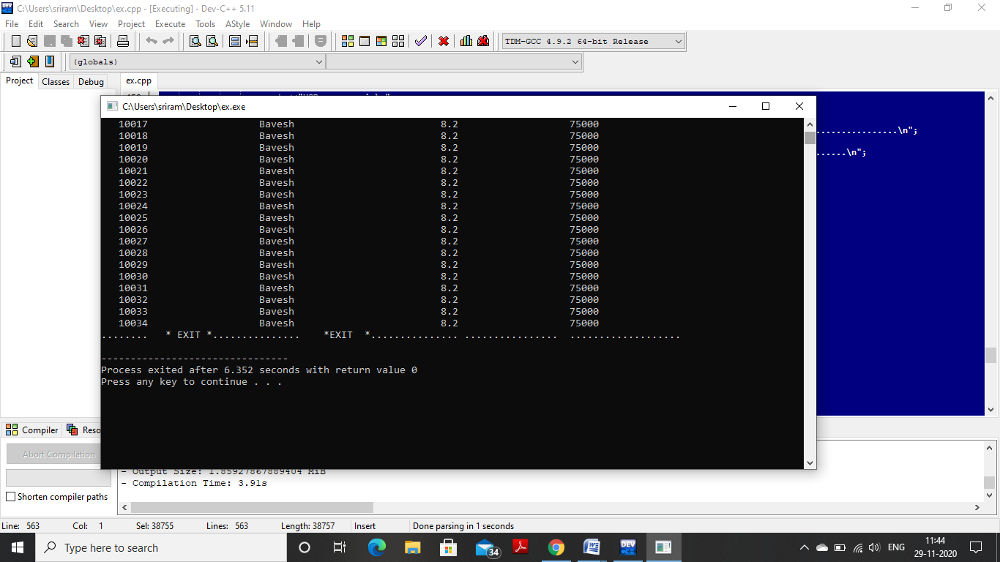 C:\Users\sriram\Desktop\ex.cpp - [Executing] - Dev-C++ 5.11
File Edit Search View Project Execute Tools AStyle Window Help
TDM-GCC 4.9.2 64-bit Release
(globals)
Project Classes Debug ex.cpp
C:\Users\sriram\Desktop\ex.exe
10017 Bavesh 8.2 75000
10018 Bavesh 8.2 75000
...............\n";
10019 Bavesh 8.2 75000
10020 Bavesh 8.2 75000
......\n";
10021 Bavesh 8.2 75000
10022 Bavesh 8.2 75000
10023 Bavesh 8.2 75000
10024 Bavesh 8.2 75000
10025 Bavesh 8.2 75000
10026 Bavesh 8.2 75000
10027 Bavesh 8.2 75000
10028 Bavesh 8.2 75000
10029 Bavesh 8.2 75000
10030 Bavesh 8.2 75000
10031 Bavesh 8.2 75000
10032 Bavesh 8.2 75000
10033 Bavesh 8.2 75000
10034 Bavesh 8.2 75000
........ * EXIT *............... *EXIT *............... ................ ...................
--------------------------------
Process exited after 6.352 seconds with return value 0
Press any key to continue . . .
Compiler Reso
Abort Compilation
- Output Size: 1.85927867889404 MiB
- Compilation Time: 3.91s
Shorten compiler paths
Line: 563 Col: 1 Sel: 38755 Lines: 563 Length: 38757 Insert Done parsing in 1 seconds
Type here to search
34
DEV
ENG
11:44
29-11-2020